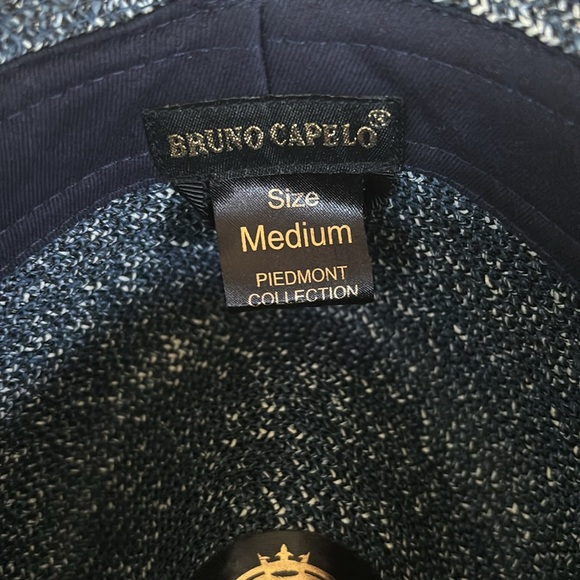 BRUNO CAPELO®
Size
Medium
PIEDMONT
COLLECTION